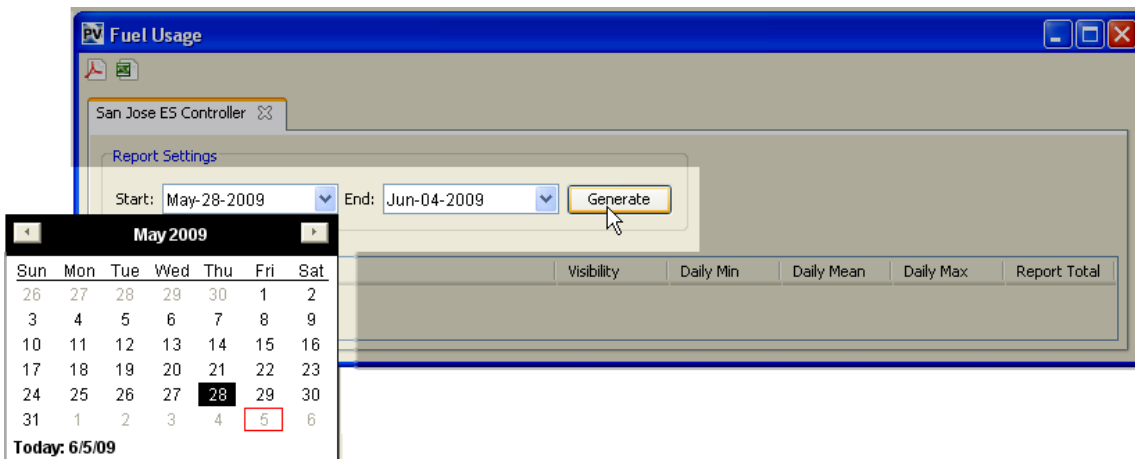 PV Fuel Usage
San Jose ES Controller
Report Settings
Start: May-28-2009 End: Jun-04-2009 Generate
May 2009
Sun Mon Tue Wed Thu Fri Sat
26 27 28 29 30 1 2
3 4 5 6 7 8 9
10 11 12 13 14 15 16
17 18 19 20 21 22 23
24 25 26 27 28 29 30
31 1 2 3 4 5 6
Today: 6/5/09
Visibility Daily Min Daily Mean Daily Max Report Total